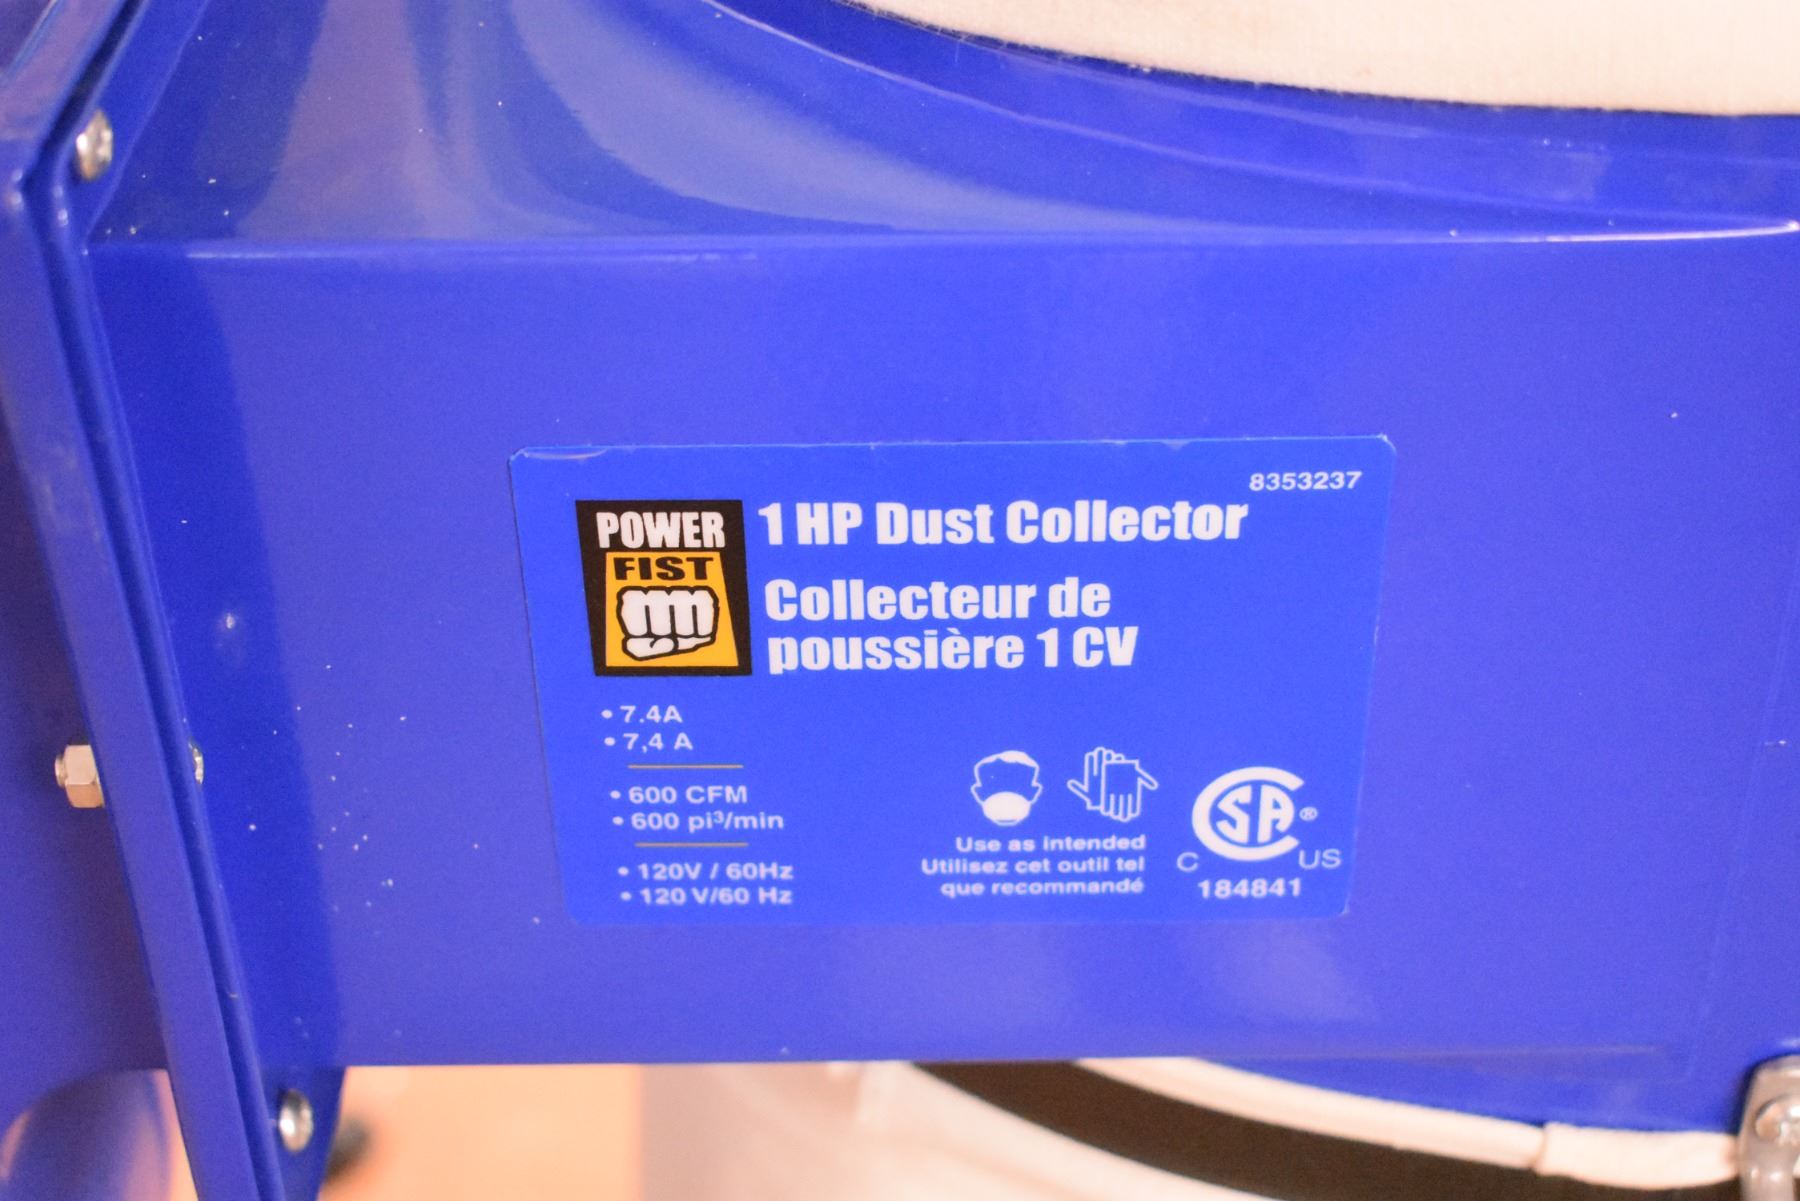 8353237
POWER
FIST
1 HP Dust Collector
Collecteur de
poussière 1 CV
• 7.4A
• 7,4 A
• 600 CFM
• 600 pi³/min
• 120V / 60Hz
• 120 V/60 Hz
Use as intended
Utilisez cet outil tel
que recommandé
CSA®
C US
184841